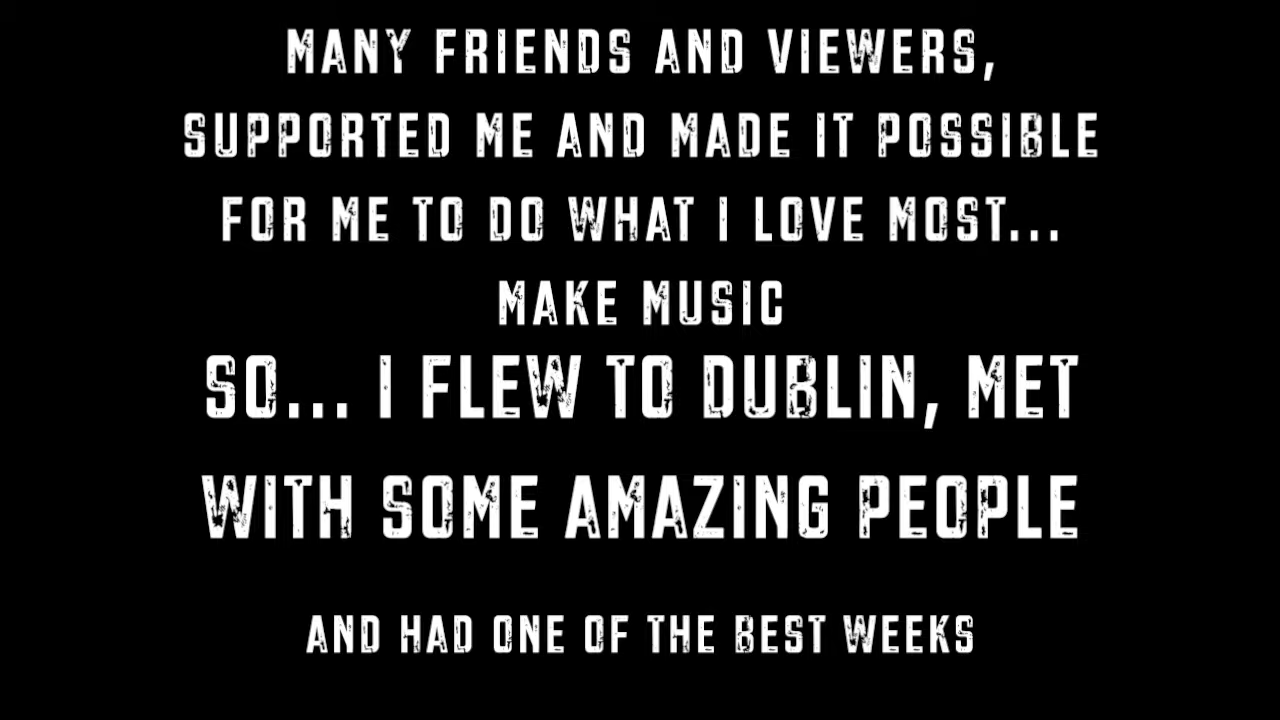 MANY FRIENDS AND VIEWERS,
SUPPORTED ME AND MADE IT POSSIBLE
FOR ME TO DO WHAT I LOVE MOST...
MAKE MUSIC
SO... I FLEW TO DUBLIN, MET
WITH SOME AMAZING PEOPLE
AND HAD ONE OF THE BEST WEEKS